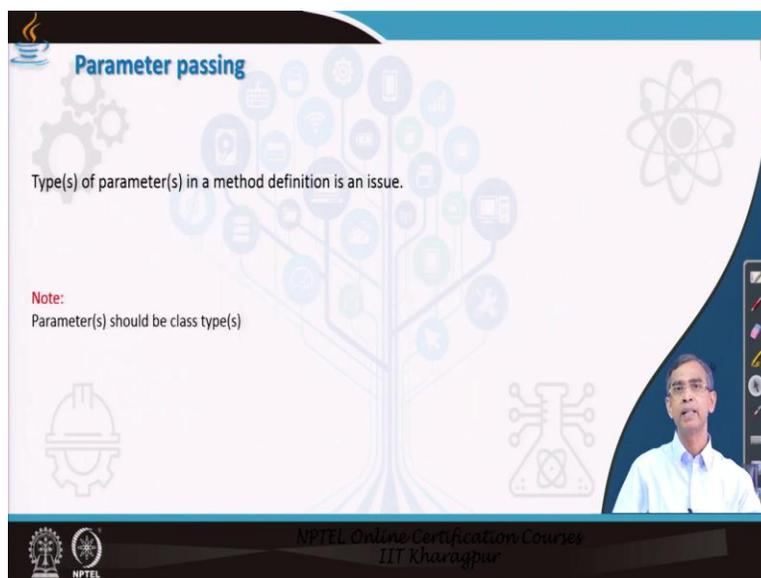 Parameter passing
Type(s) of parameter(s) in a method definition is an issue.
Note:
Parameter(s) should be class type(s)
NPTEL Online Certification Courses
IIT Kharagpur
NPTEL